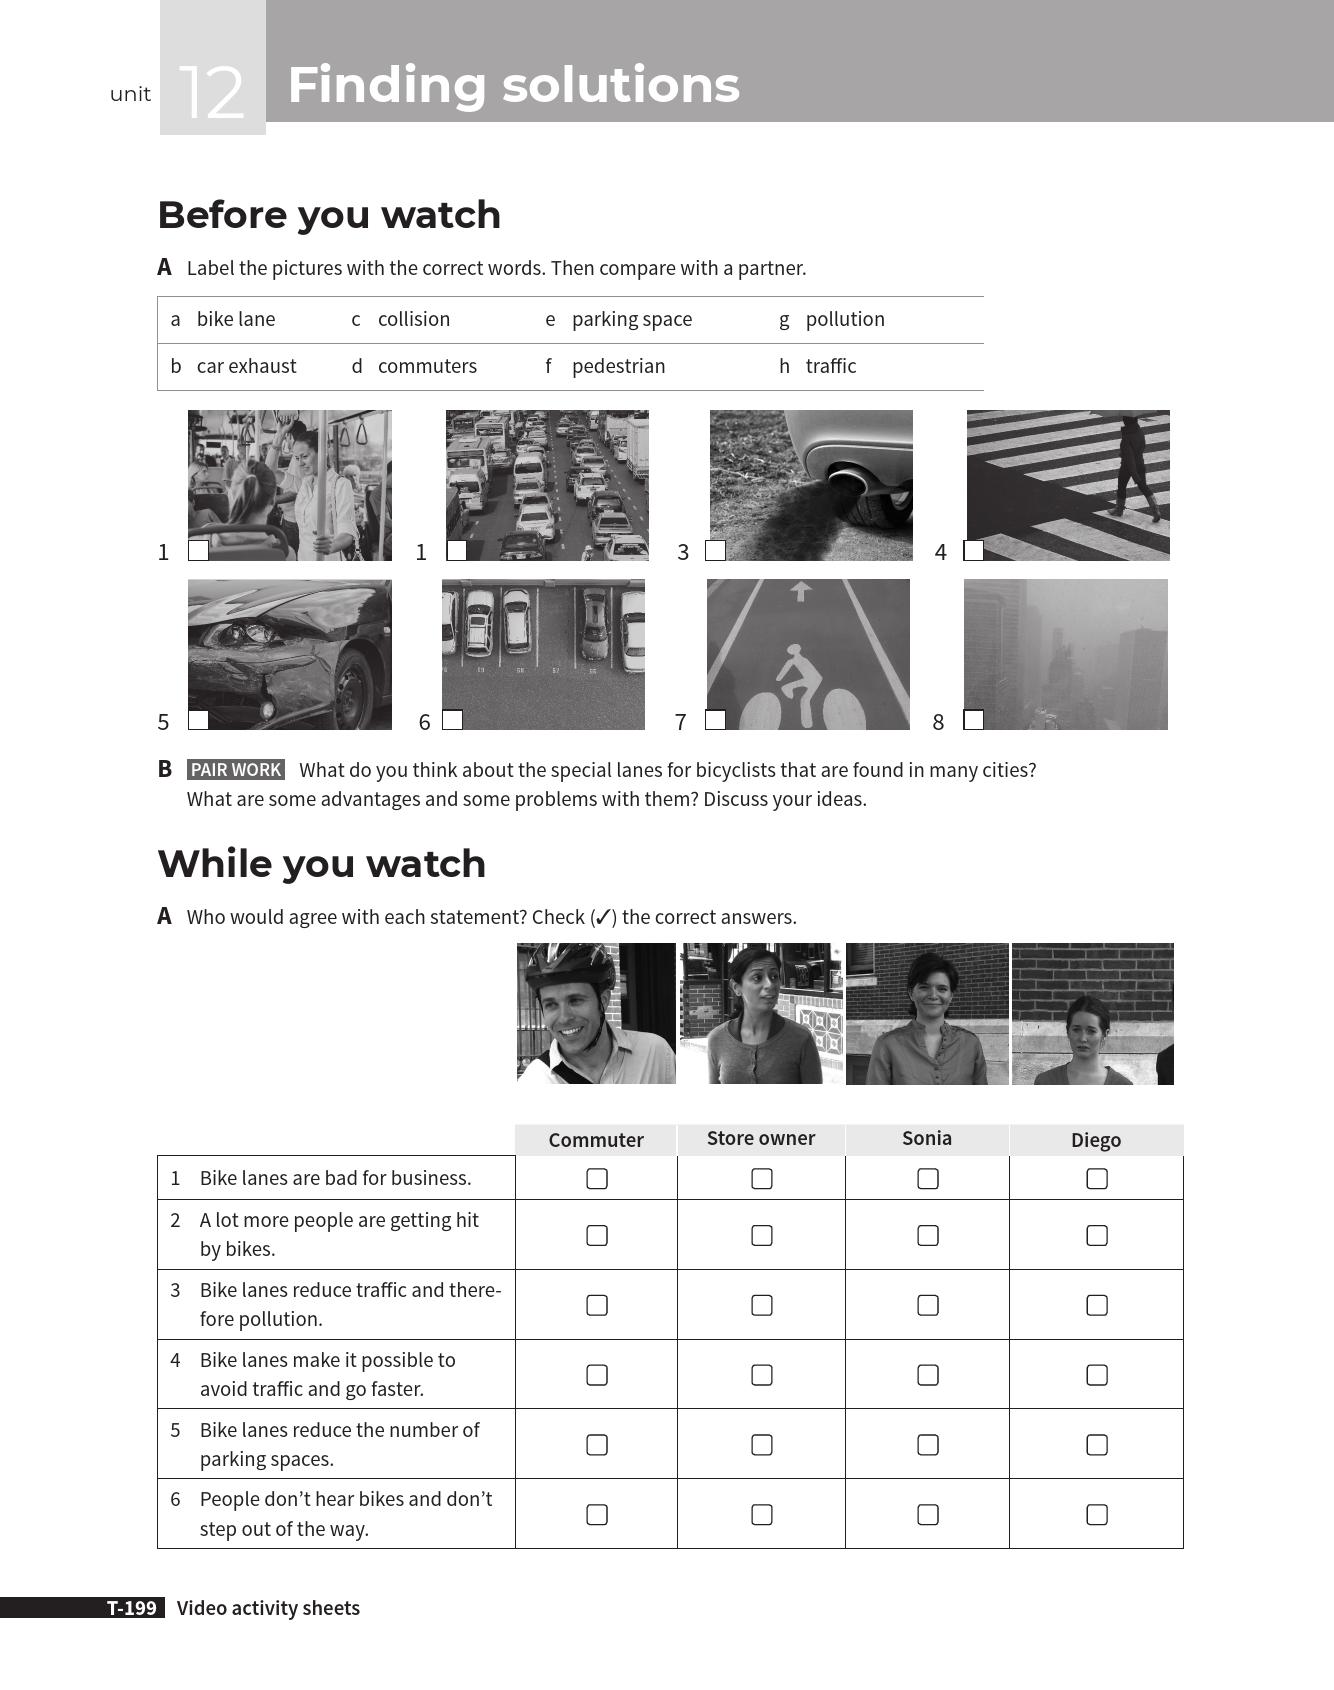 unit 12 Finding solutions
Before you watch
A Label the pictures with the correct words. Then compare with a partner.
a bike lane c collision e parking space g pollution
b car exhaust d commuters f pedestrian h traffic
1 1 3 4
5 6 7 8
B PAIR WORK What do you think about the special lanes for bicyclists that are found in many cities?
What are some advantages and some problems with them? Discuss your ideas.
While you watch
A Who would agree with each statement? Check (✓) the correct answers.
Commuter Store owner Sonia Diego
1 Bike lanes are bad for business.
2 A lot more people are getting hit
by bikes.
3 Bike lanes reduce traffic and there-
fore pollution.
4 Bike lanes make it possible to
avoid traffic and go faster.
5 Bike lanes reduce the number of
parking spaces.
6 People don’t hear bikes and don’t
step out of the way.
T-199 Video activity sheets